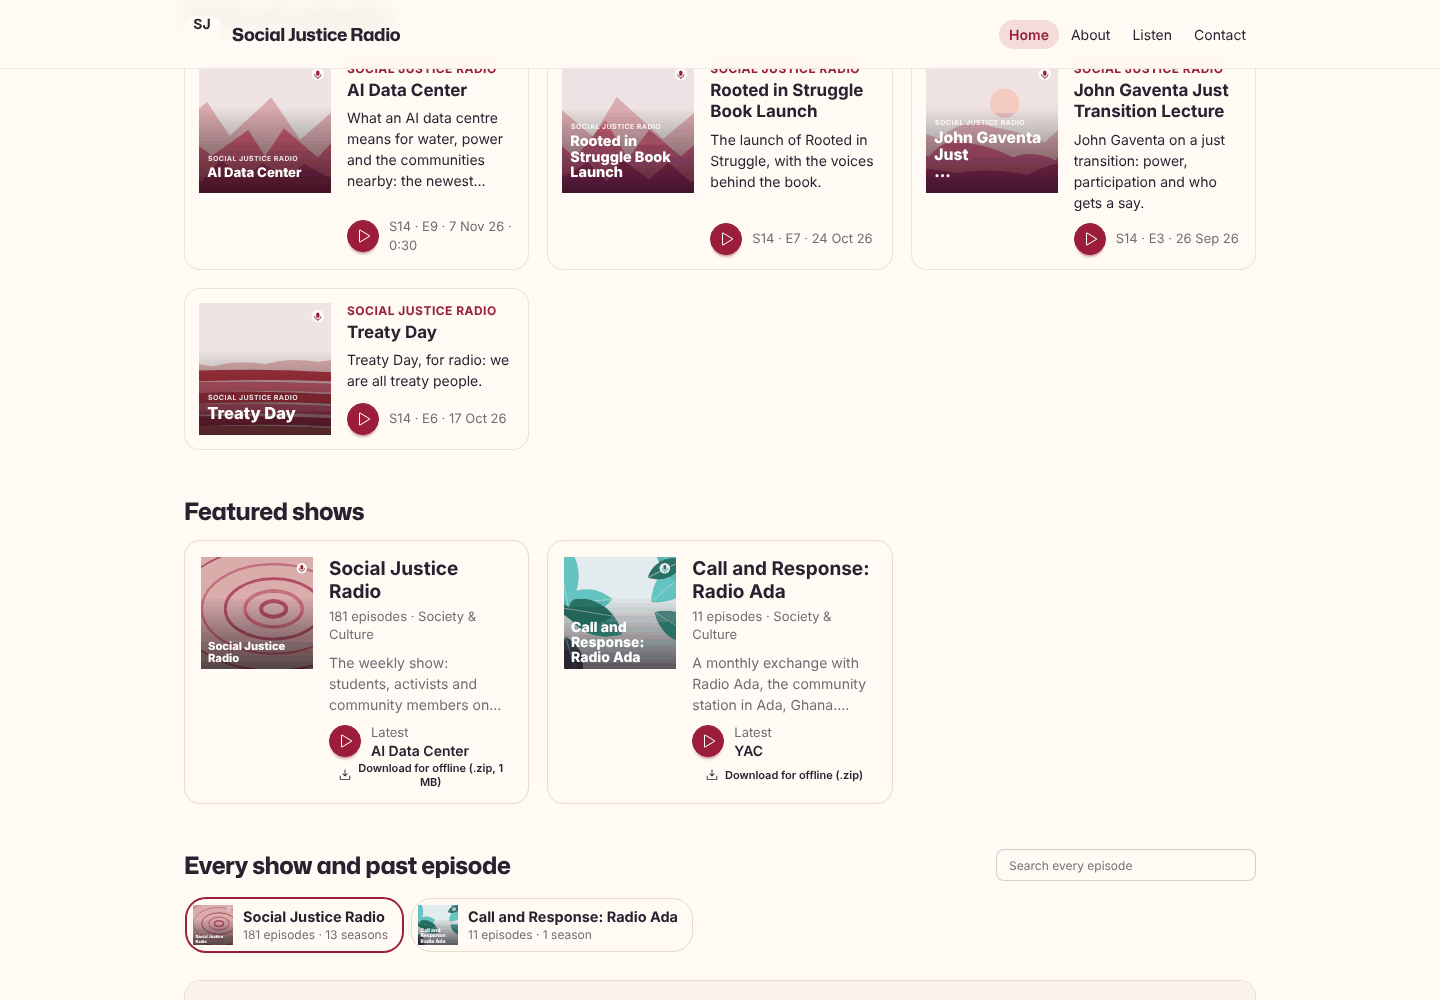 SJ
Social Justice Radio
Home
About
Listen
Contact
SOCIAL JUSTICE RADIO
AI Data Center
SOCIAL JUSTICE RADIO
AI Data Center
What an AI data centre
means for water, power
and the communities
nearby: the newest...
S14 · E9 · 7 Nov 26 ·
0:30
SOCIAL JUSTICE RADIO
Rooted in
Struggle Book
Launch
SOCIAL JUSTICE RADIO
Rooted in Struggle
Book Launch
The launch of Rooted in
Struggle, with the voices
behind the book.
S14 · E7 · 24 Oct 26
SOCIAL JUSTICE RADIO
John Gaventa
Just
...
SOCIAL JUSTICE RADIO
John Gaventa Just
Transition Lecture
John Gaventa on a just
transition: power,
participation and who
gets a say.
S14 · E3 · 26 Sep 26
SOCIAL JUSTICE RADIO
Treaty Day
SOCIAL JUSTICE RADIO
Treaty Day
Treaty Day, for radio: we
are all treaty people.
S14 · E6 · 17 Oct 26
Featured shows
Social Justice
Radio
Social Justice
Radio
181 episodes · Society &
Culture
The weekly show:
students, activists and
community members on...
Latest
AI Data Center
Download for offline (.zip, 1
MB)
Call and
Response:
Radio Ada
Call and Response:
Radio Ada
11 episodes · Society &
Culture
A monthly exchange with
Radio Ada, the community
station in Ada, Ghana....
Latest
YAC
Download for offline (.zip)
Every show and past episode
Search every episode
Social Justice
Radio
Social Justice Radio
181 episodes · 13 seasons
Call and
Response:
Radio Ada
Call and Response: Radio Ada
11 episodes · 1 season